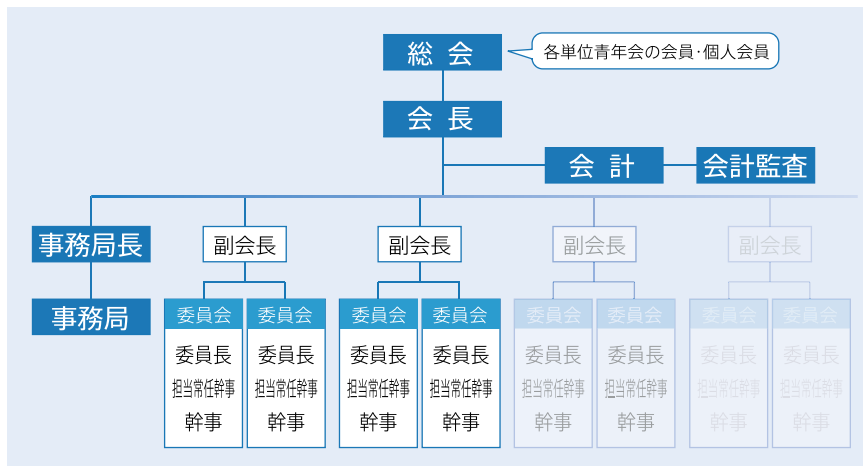 総会
各単位青年会の会員・個人会員
会長
会計
会計監査
事務局長
副会長
副会長
副会長
副会長
事務局
委員会
委員長
担当常任幹事
幹事
委員会
委員長
担当常任幹事
幹事
委員会
委員長
担当常任幹事
幹事
委員会
委員長
担当常任幹事
幹事
委員会
委員長
担当常任幹事
幹事
委員会
委員長
担当常任幹事
幹事
委員会
委員長
担当常任幹事
幹事
委員会
委員長
担当常任幹事
幹事